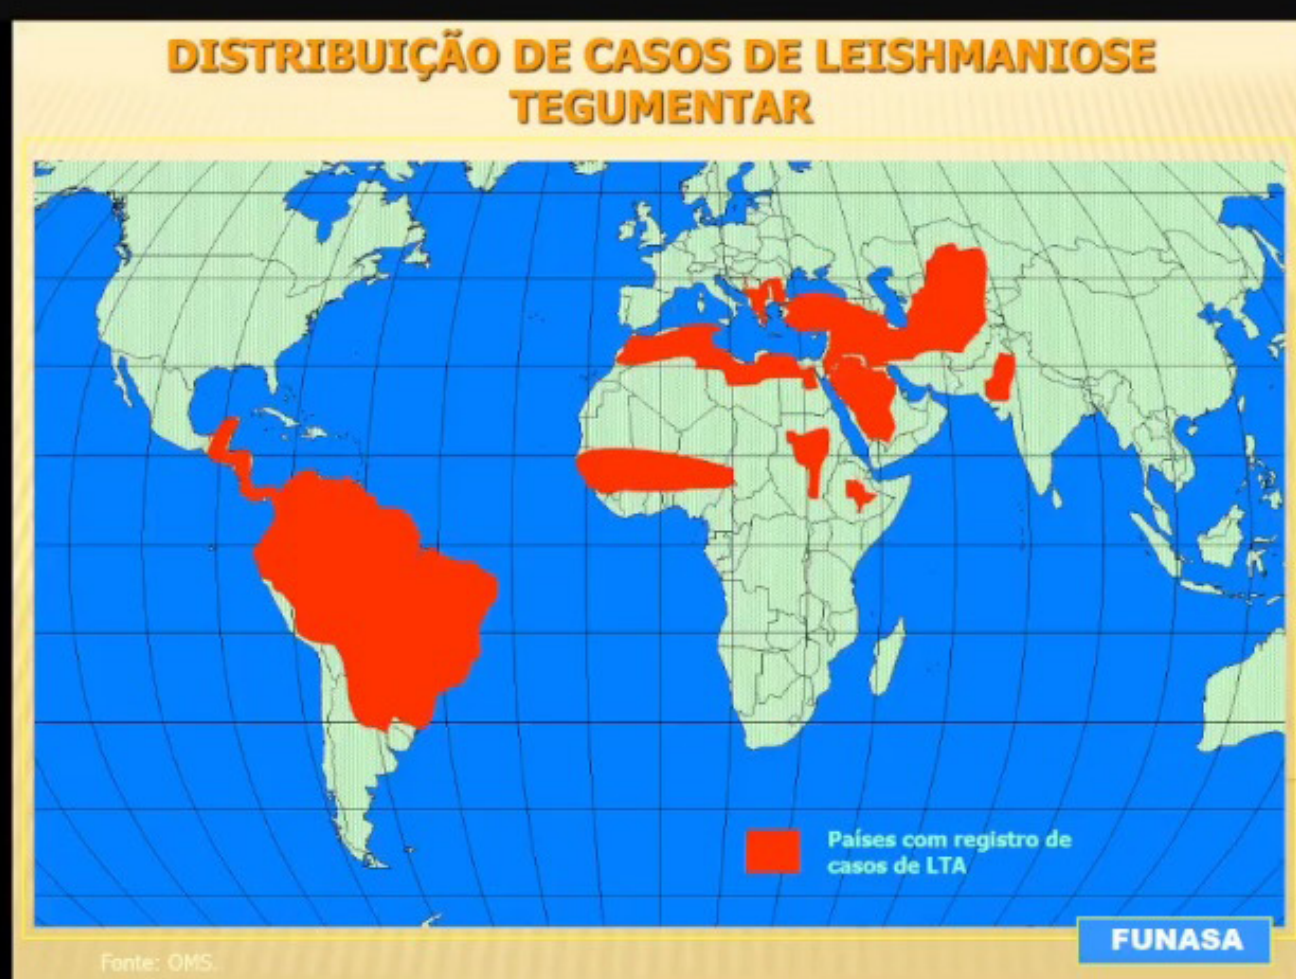 DISTRIBUIÇÃO DE CASOS DE LEISHMANIOSE
TEGUMENTAR
Países com registro de
casos de LTA
FUNASA
Fonte: OMS.